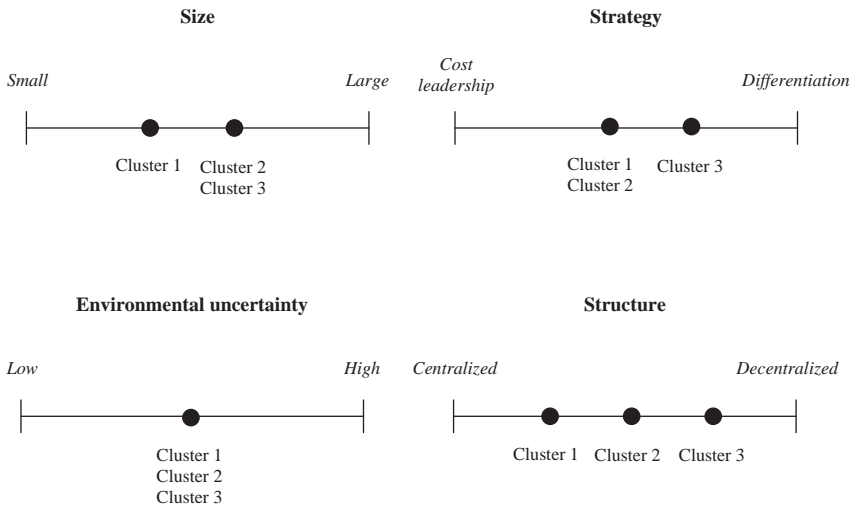 Size
Small
Large
Cluster 1
Cluster 2
Cluster 3
Strategy
Cost
leadership
Differentiation
Cluster 1
Cluster 2
Cluster 3
Environmental uncertainty
Low
High
Cluster 1
Cluster 2
Cluster 3
Structure
Centralized
Decentralized
Cluster 1
Cluster 2
Cluster 3